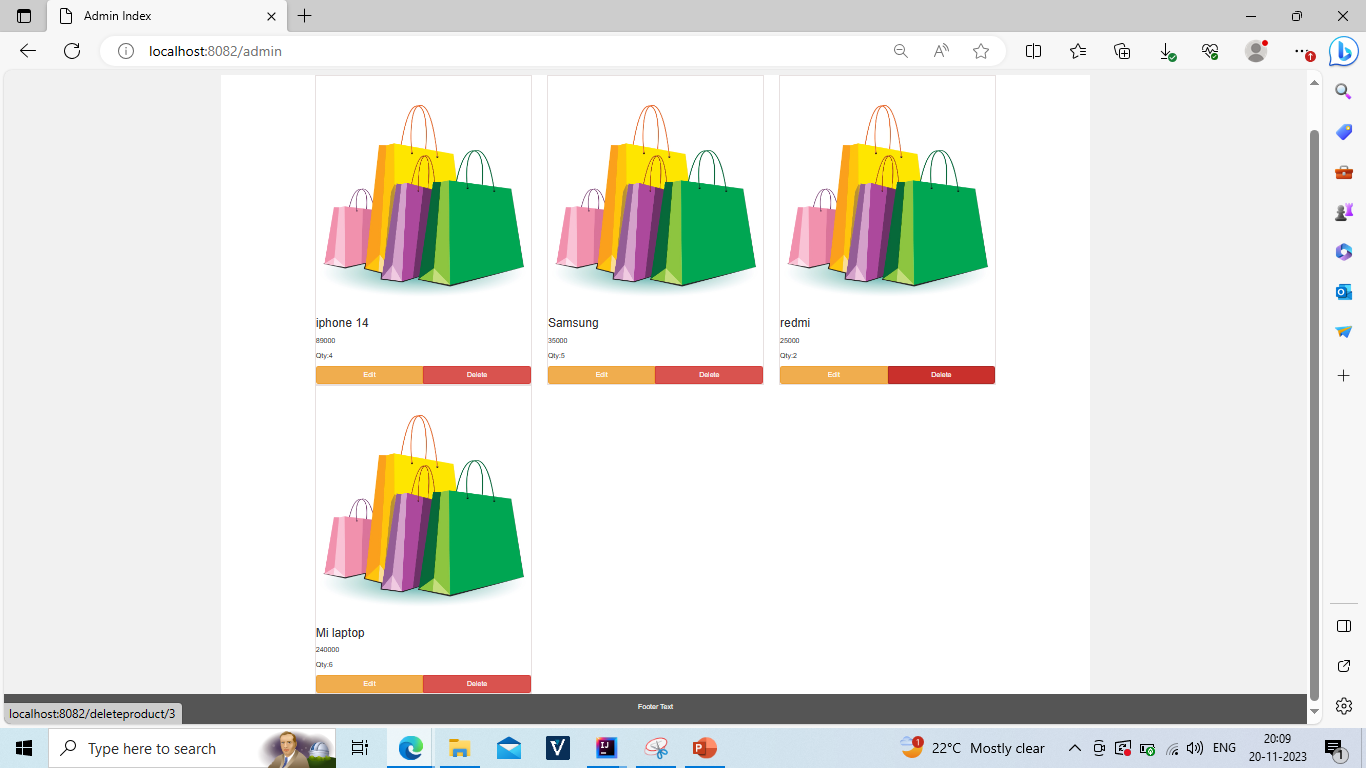 Admin Index
localhost:8082/admin
iphone 14
Samsung
redmi
89000
35000
25000
Qty:4
Qty:5
Qty:2
Edit
Delete
Edit
Delete
Edit
Delete
Mi laptop
240000
Qty:6
Edit
Delete
Footer Text
localhost:8082/deleteproduct/3
Type here to search
22°C Mostly clear
ENG
20:09
20-11-2023